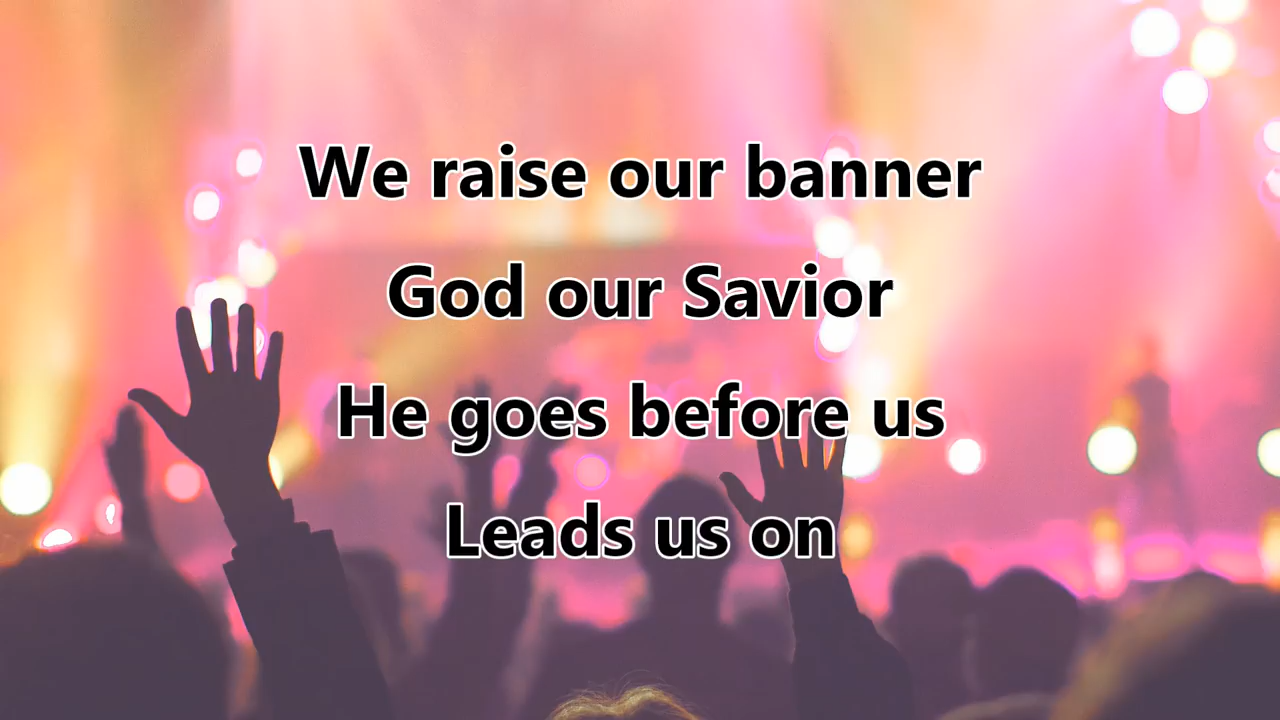 We raise our banner
God our Savior
He goes before us
Leads us on